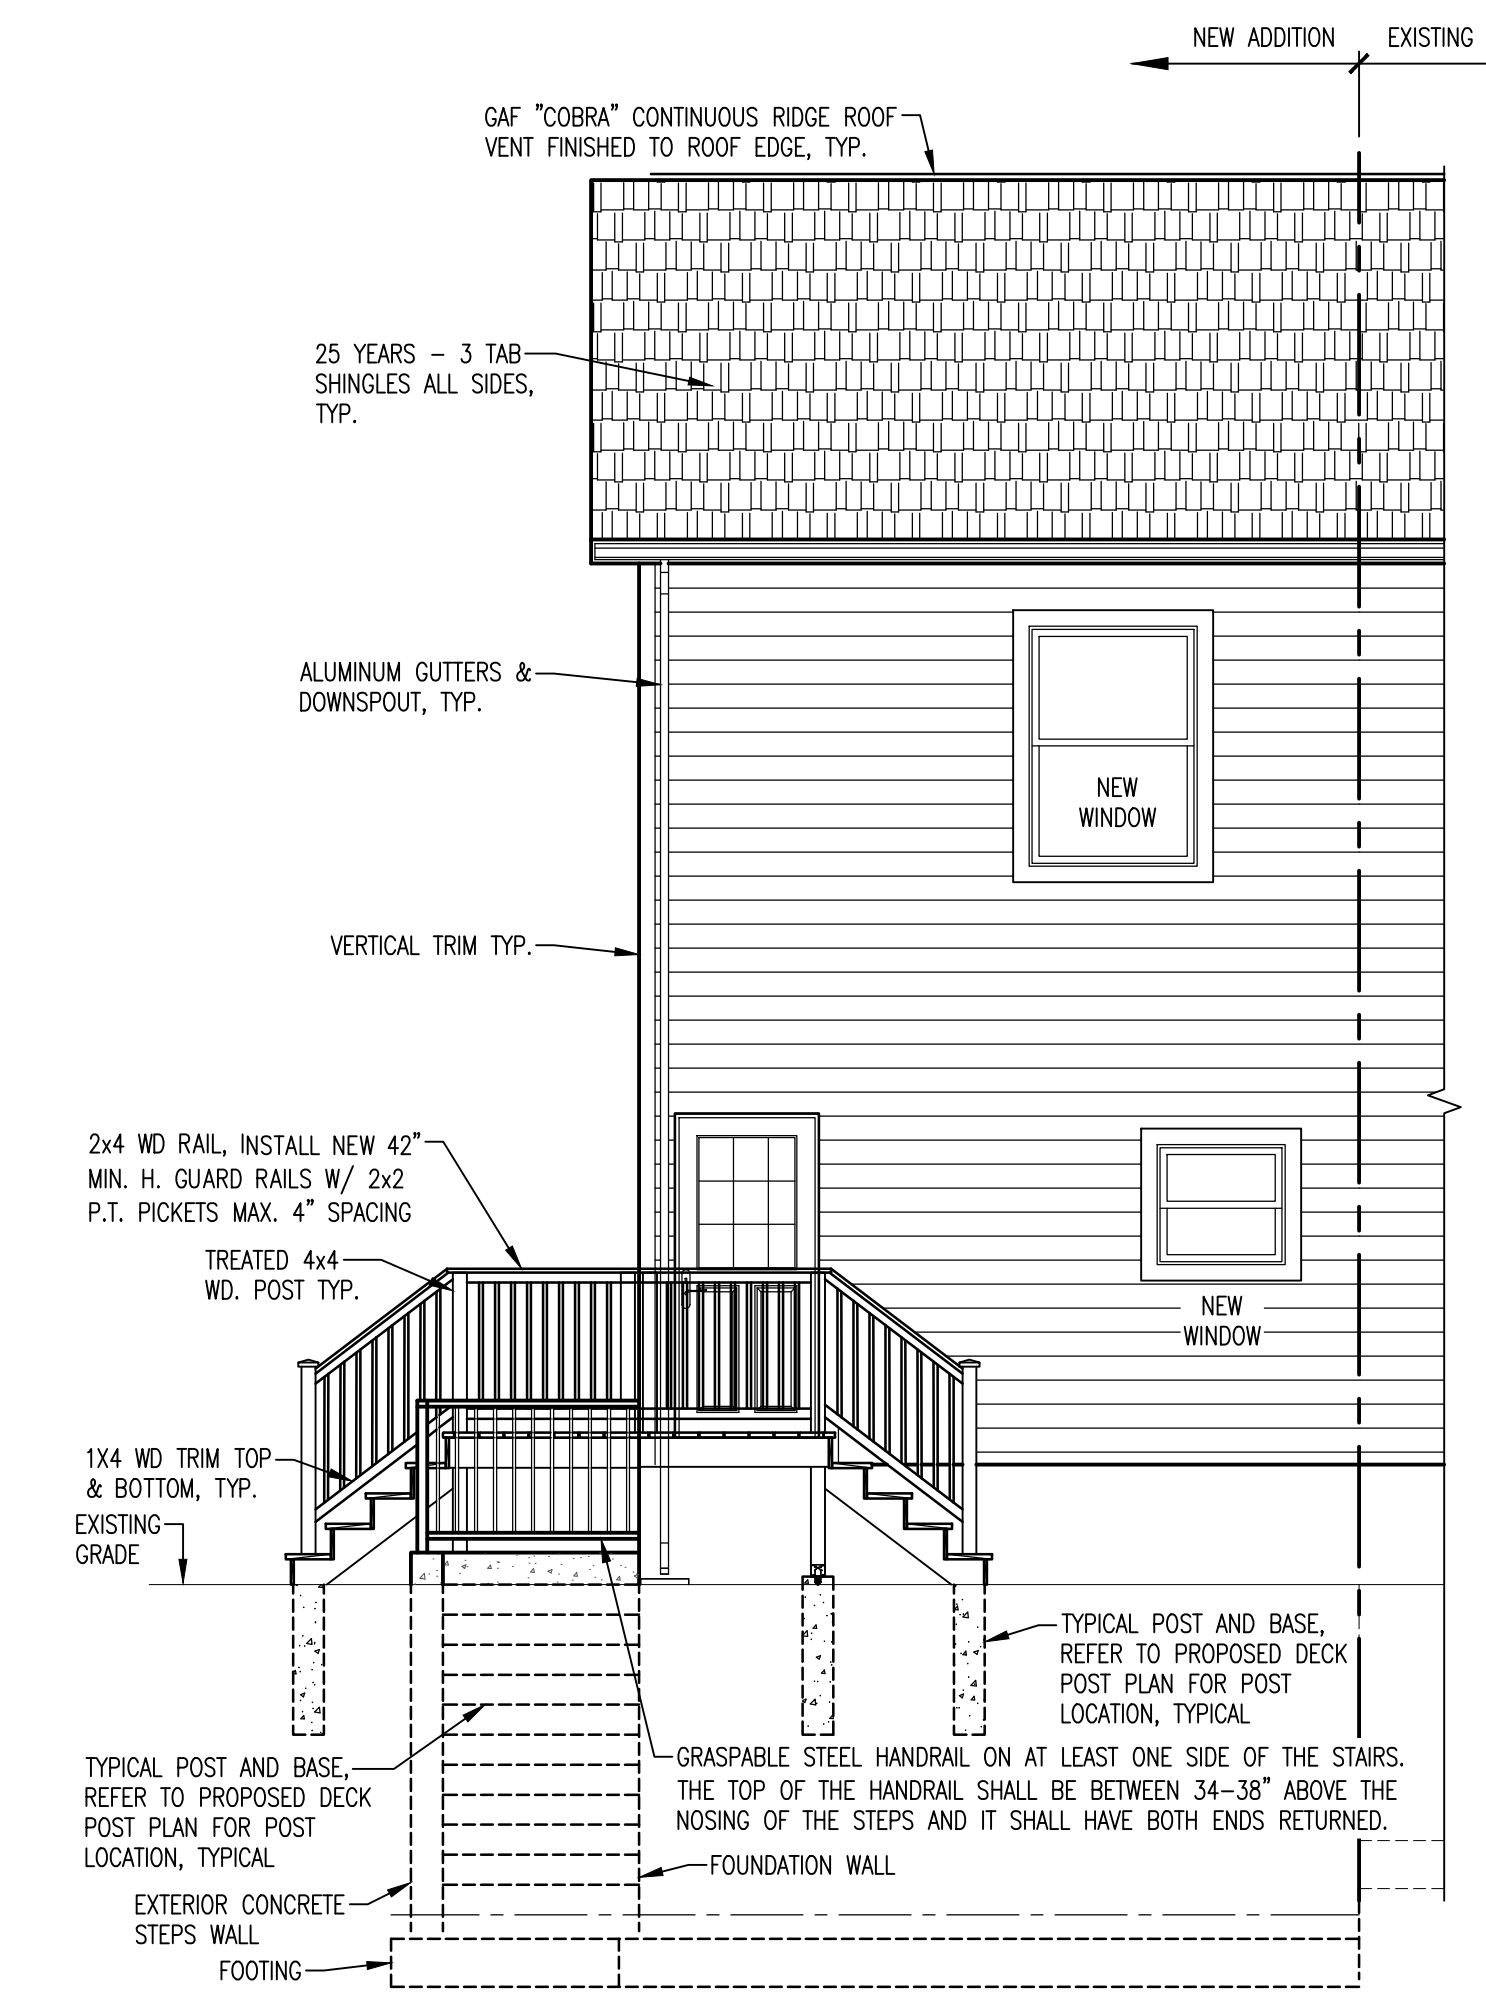 NEW ADDITION
EXISTING
GAF "COBRA" CONTINUOUS RIDGE ROOF
VENT FINISHED TO ROOF EDGE, TYP.
25 YEARS – 3 TAB
SHINGLES ALL SIDES,
TYP.
ALUMINUM GUTTERS &
DOWNSPOUT, TYP.
NEW
WINDOW
VERTICAL TRIM TYP.
2x4 WD RAIL, INSTALL NEW 42"
MIN. H. GUARD RAILS W/ 2x2
P.T. PICKETS MAX. 4" SPACING
TREATED 4x4
WD. POST TYP.
NEW
WINDOW
1X4 WD TRIM TOP
& BOTTOM, TYP.
EXISTING
GRADE
TYPICAL POST AND BASE,
REFER TO PROPOSED DECK
POST PLAN FOR POST
LOCATION, TYPICAL
GRASPABLE STEEL HANDRAIL ON AT LEAST ONE SIDE OF THE STAIRS.
THE TOP OF THE HANDRAIL SHALL BE BETWEEN 34–38" ABOVE THE
NOSING OF THE STEPS AND IT SHALL HAVE BOTH ENDS RETURNED.
TYPICAL POST AND BASE,
REFER TO PROPOSED DECK
POST PLAN FOR POST
LOCATION, TYPICAL
FOUNDATION WALL
EXTERIOR CONCRETE
STEPS WALL
FOOTING